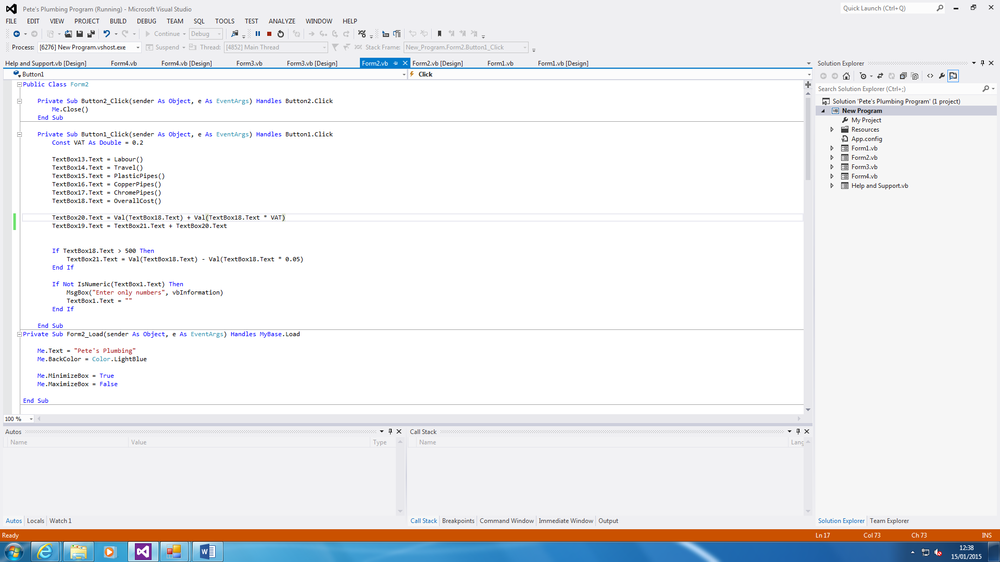 Pete's Plumbing Program (Running) - Microsoft Visual Studio
Quick Launch (Ctrl+Q)
FILE EDIT VIEW PROJECT BUILD DEBUG TEAM SQL TOOLS TEST ANALYZE WINDOW HELP
Continue Debug
Process: [6276] New Program.vshost.exe Suspend Thread: [4852] Main Thread Stack Frame: New_Program.Form2.Button1_Click
Help and Support.vb [Design] Form4.vb Form4.vb [Design] Form3.vb Form3.vb [Design] Form2.vb Form2.vb [Design] Form1.vb Form1.vb [Design]
Button1 Click
Public Class Form2
Private Sub Button2_Click(sender As Object, e As EventArgs) Handles Button2.Click
Me.Close()
End Sub
Private Sub Button1_Click(sender As Object, e As EventArgs) Handles Button1.Click
Const VAT As Double = 0.2
TextBox13.Text = Labour()
TextBox14.Text = Travel()
TextBox15.Text = PlasticPipes()
TextBox16.Text = CopperPipes()
TextBox17.Text = ChromePipes()
TextBox18.Text = OverallCost()
TextBox20.Text = Val(TextBox18.Text) + Val(TextBox18.Text * VAT)
TextBox19.Text = TextBox21.Text + TextBox20.Text
If TextBox18.Text > 500 Then
TextBox21.Text = Val(TextBox18.Text) - Val(TextBox18.Text * 0.05)
End If
If Not IsNumeric(TextBox1.Text) Then
MsgBox("Enter only numbers", vbInformation)
TextBox1.Text = ""
End If
End Sub
Private Sub Form2_Load(sender As Object, e As EventArgs) Handles MyBase.Load
Me.Text = "Pete's Plumbing"
Me.BackColor = Color.LightBlue
Me.MinimizeBox = True
Me.MaximizeBox = False
End Sub
100 %
Solution Explorer
Search Solution Explorer (Ctrl+;)
Solution 'Pete's Plumbing Program' (1 project)
VB New Program
My Project
Resources
App.config
Form1.vb
Form2.vb
Form3.vb
Form4.vb
Help and Support.vb
Autos
Name Value Type
Call Stack
Name Lang
Autos Locals Watch 1
Call Stack Breakpoints Command Window Immediate Window Output
Solution Explorer Team Explorer
Ready Ln 17 Col 73 Ch 73 INS
12:38
15/01/2015